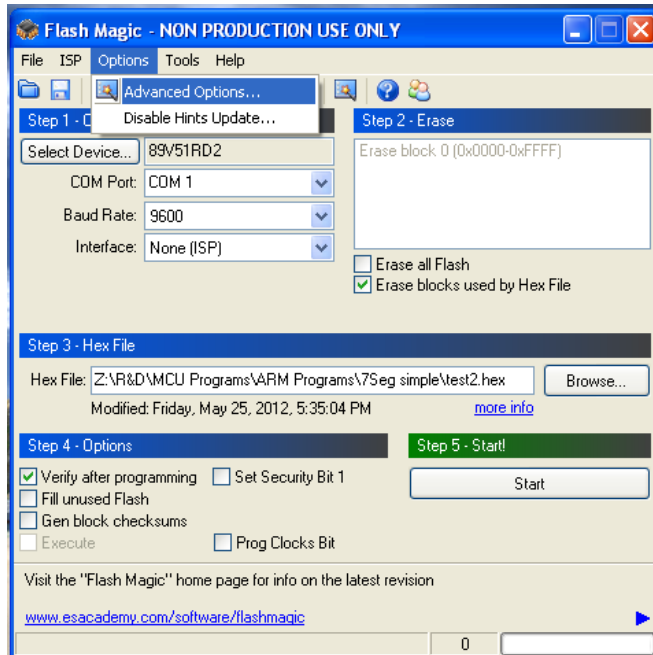 Flash Magic - NON PRODUCTION USE ONLY
File ISP Options Tools Help
Advanced Options...
Disable Hints Update...
Step 1 - C
Step 2 - Erase
Select Device... 89V51RD2
Erase block 0 (0x0000-0xFFFF)
COM Port: COM 1
Baud Rate: 9600
Interface: None (ISP)
Erase all Flash
Erase blocks used by Hex File
Step 3 - Hex File
Hex File: Z:\R&D\MCU Programs\ARM Programs\7Seg simple\test2.hex Browse...
Modified: Friday, May 25, 2012, 5:35:04 PM more info
Step 4 - Options
Step 5 - Start!
Verify after programming Set Security Bit 1
Start
Fill unused Flash
Gen block checksums
Execute Prog Clocks Bit
Visit the "Flash Magic" home page for info on the latest revision
www.esacademy.com/software/flashmagic
0